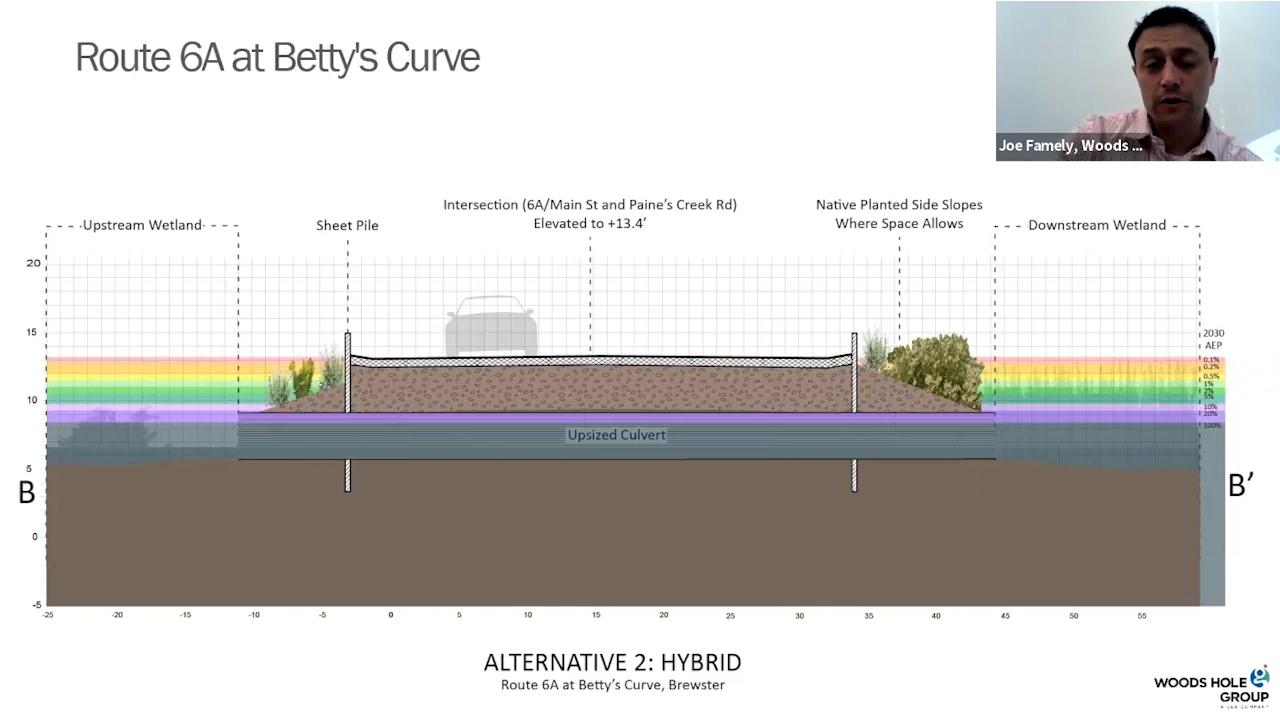 Route 6A at Betty's Curve
Joe Famely, Woods ...
Upstream Wetland
Sheet Pile
Intersection (6A/Main St and Paine's Creek Rd)
Elevated to +13.4'
Native Planted Side Slopes
Where Space Allows
Downstream Wetland
20
15
10
5
0
-5
2030
AEP
0.1%
0.2%
0.5%
1%
2%
5%
10%
20%
100%
Upsized Culvert
B
B'
-25
-20
-15
-10
-5
0
5
10
15
20
25
30
35
40
45
50
55
ALTERNATIVE 2: HYBRID
Route 6A at Betty's Curve, Brewster
WOODS HOLE
GROUP